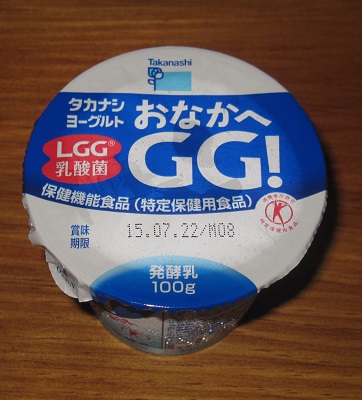 Takanashi
タカナシ
ヨーグルト
おなかへ
GG!
LGG®
乳酸菌
保健機能食品(特定保健用食品)
賞味
期限
15.07.22/M08
発酵乳
100g